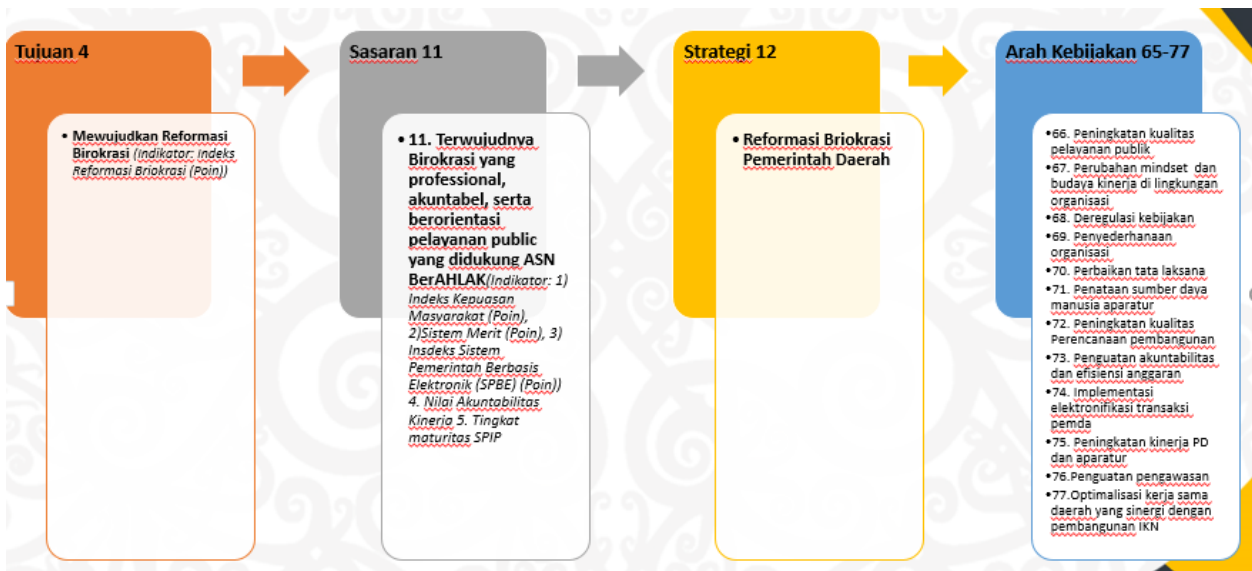 Tujuan 4
• Mewujudkan Reformasi
Birokrasi (Indikator: Indeks
Reformasi Briokrasi (Poin))
Sasaran 11
• 11. Terwujudnya
Birokrasi yang
professional,
akuntabel, serta
berorientasi
pelayanan public
yang didukung ASN
BerAHLAK(Indikator: 1)
Indeks Kepuasan
Masyarakat (Poin),
2)Sistem Merit (Poin), 3)
Insdeks Sistem
Pemerintah Berbasis
Elektronik (SPBE) (Poin))
4. Nilai Akuntabilitas
Kinerja 5. Tingkat
maturitas SPIP
Strategi 12
• Reformasi Briokrasi
Pemerintah Daerah
Arah Kebijakan 65-77
•66. Peningkatan kualitas
pelayanan publik
•67. Perubahan mindset dan
budaya kinerja di lingkungan
organisasi
•68. Deregulasi kebijakan
•69. Penyederhanaan
organisasi
•70. Perbaikan tata laksana
•71. Penataan sumber daya
manusia aparatur
•72. Peningkatan kualitas
Perencanaan pembangunan
•73. Penguatan akuntabilitas
dan efisiensi anggaran
•74. Implementasi
elektronifikasi transaksi
pemda
•75. Peningkatan kinerja PD
dan aparatur
•76.Penguatan pengawasan
•77.Optimalisasi kerja sama
daerah yang sinergi dengan
pembangunan IKN